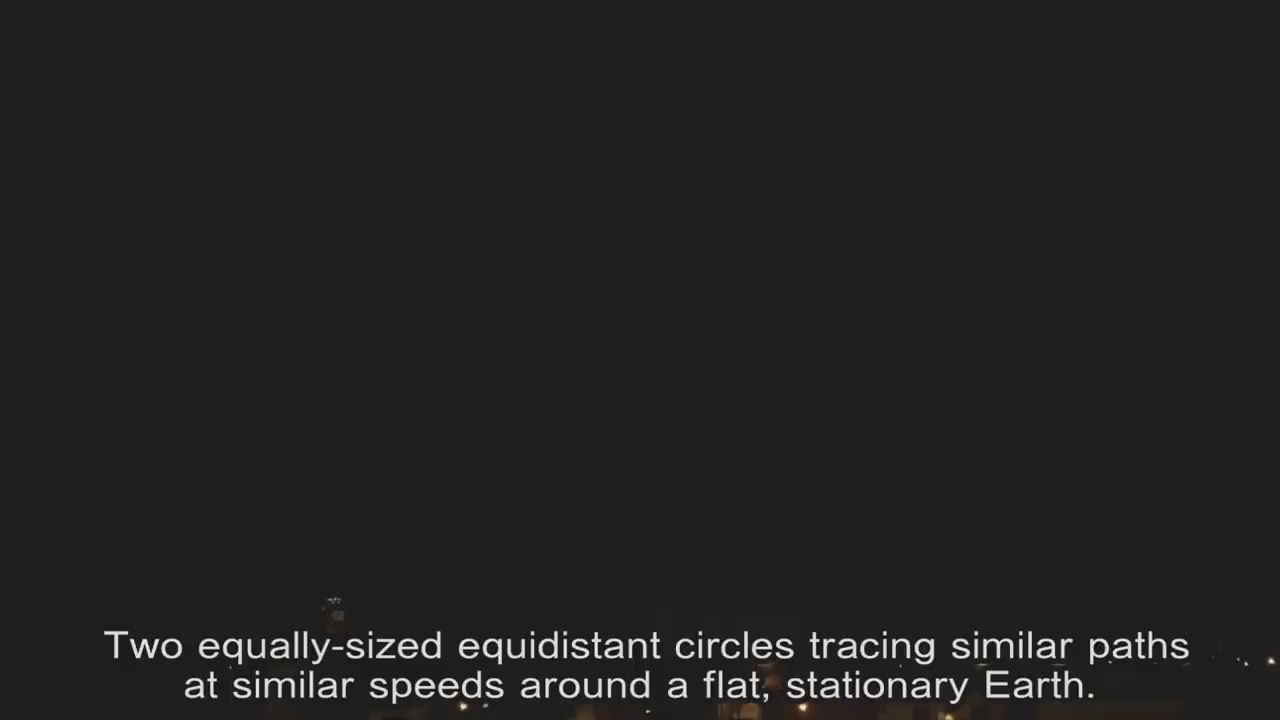 Two equally-sized equidistant circles tracing similar paths
at similar speeds around a flat, stationary Earth.